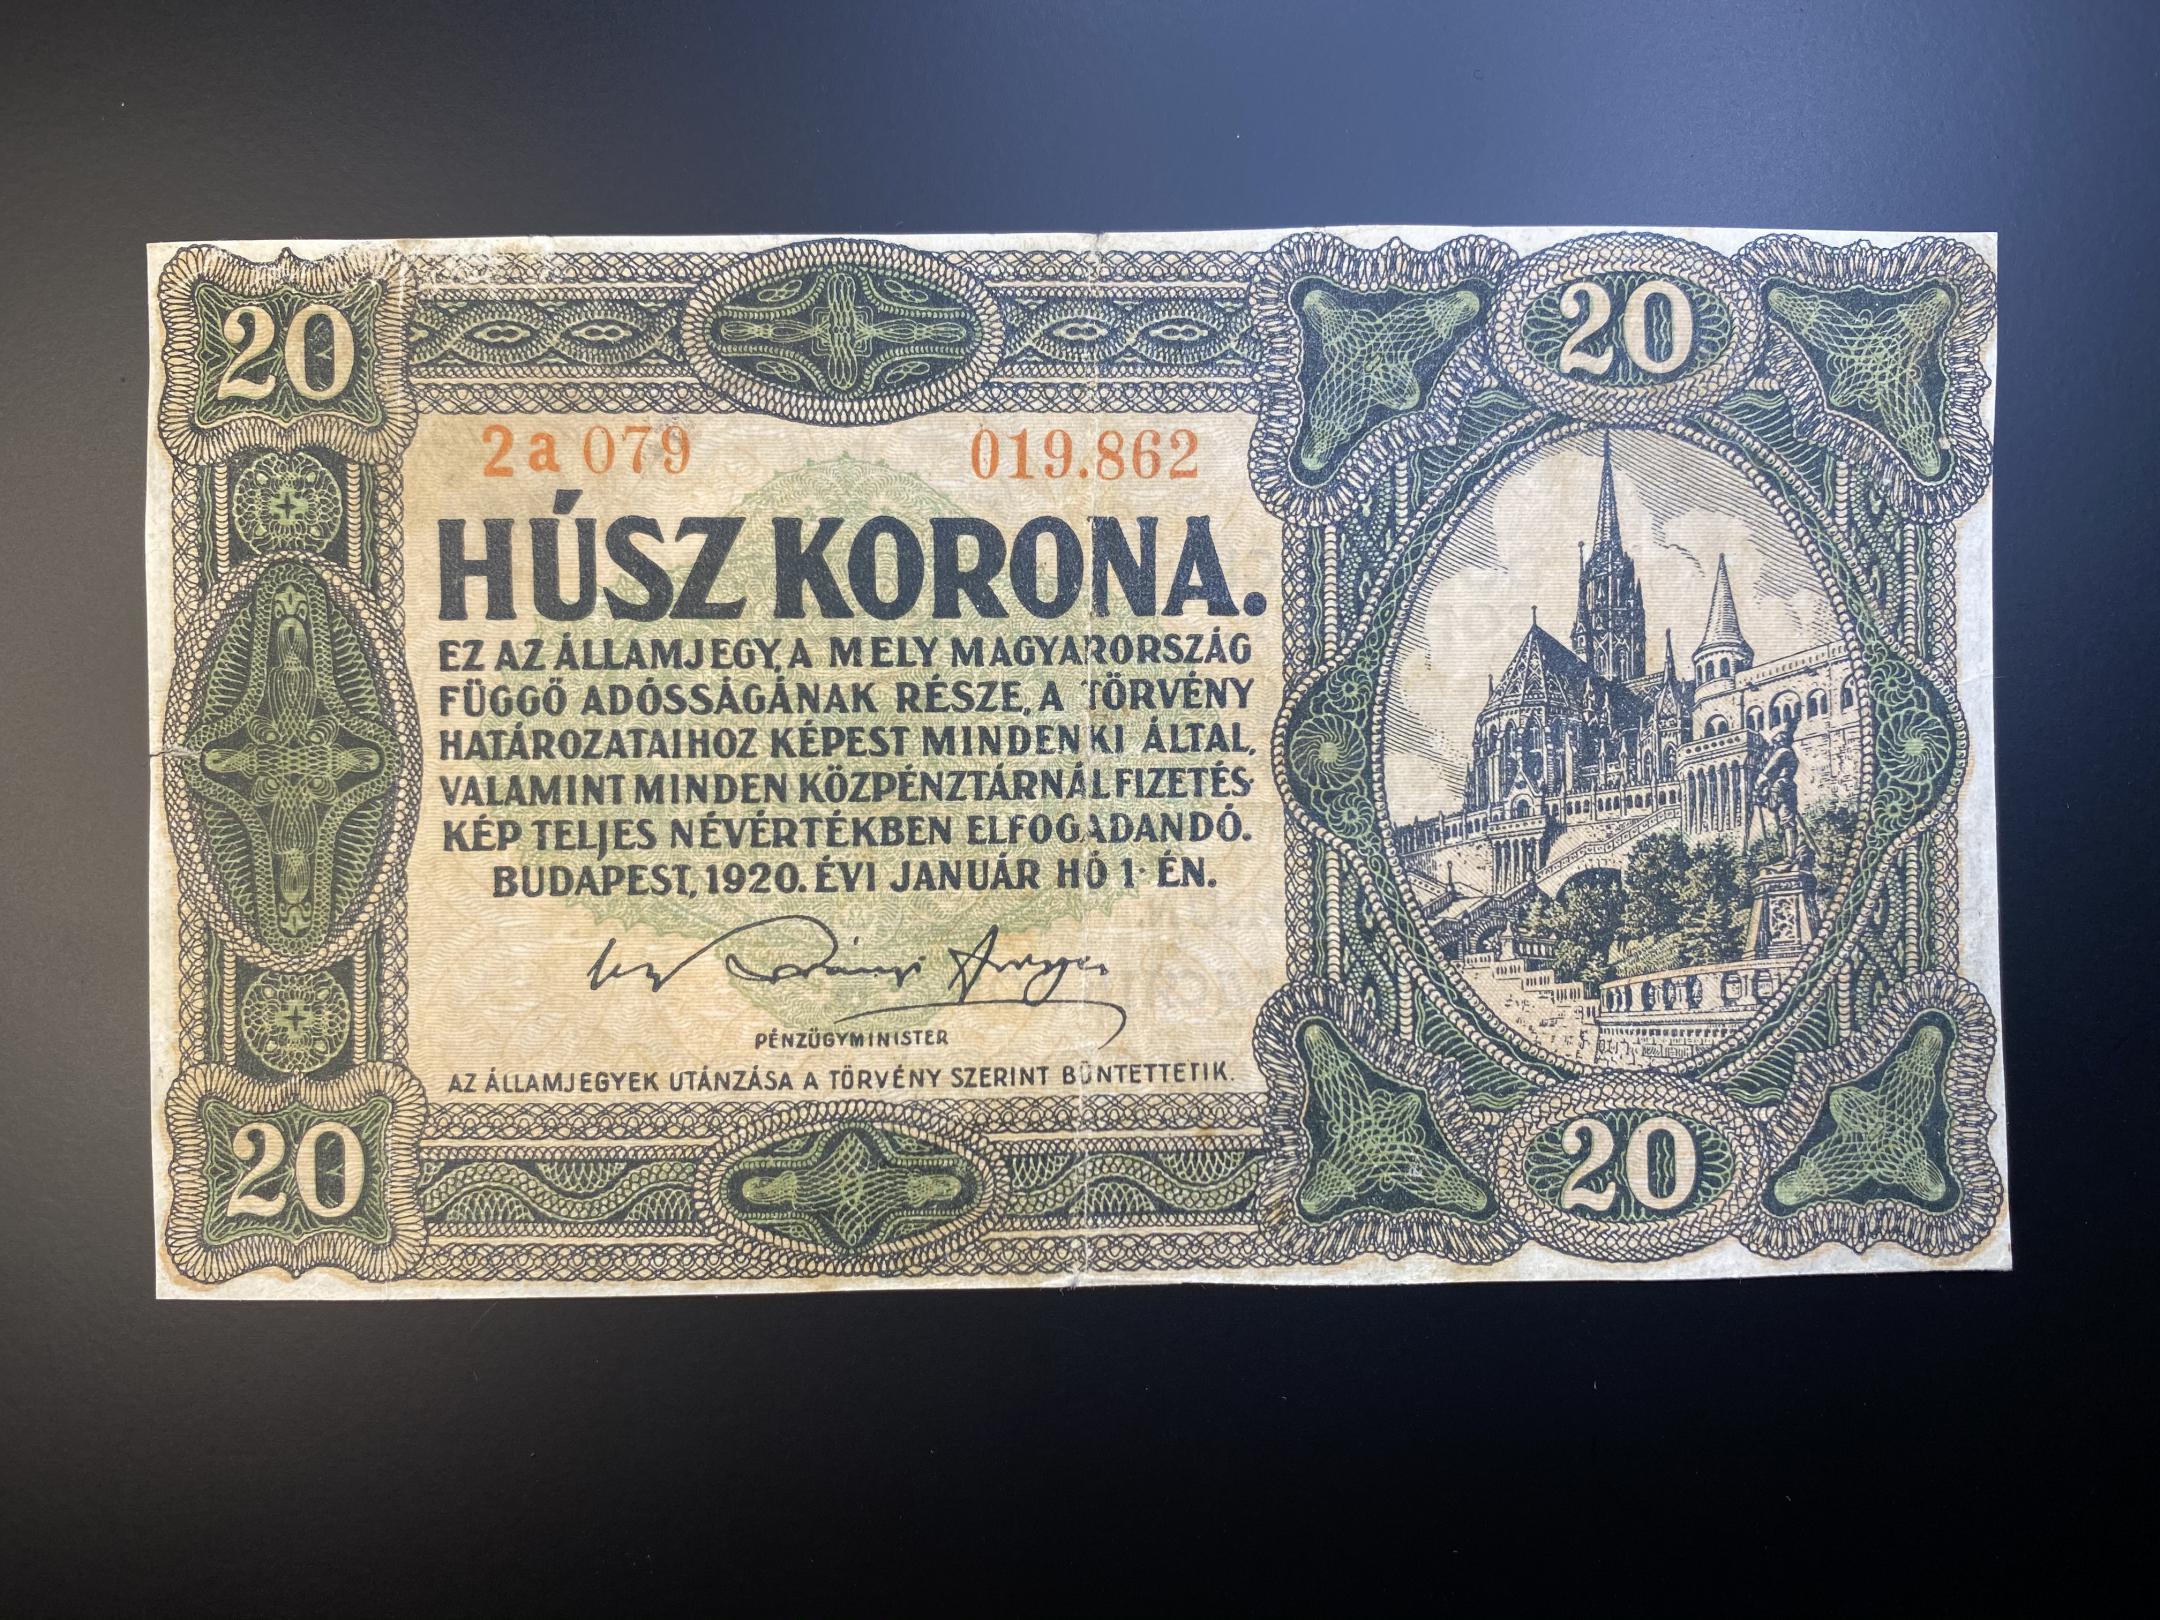 20
20
2a 079 019.862
HÚSZ KORONA.
EZ AZ ÁLLAMJEGY, A MELY MAGYARORSZÁG
FÜGGŐ ADÓSSÁGÁNAK RÉSZE, A TÖRVÉNY
HATÁROZATAIHOZ KÉPEST MINDENKI ÁLTAL,
VALAMINT MINDEN KÖZPÉNZTÁRNÁL FIZETÉS-
KÉP TELJES NÉVÉRTÉKBEN ELFOGADANDÓ.
BUDAPEST, 1920. ÉVI JANUÁR HÓ 1-ÉN.
PÉNZÜGYMINISTER
AZ ÁLLAMJEGYEK UTÁNZÁSA A TÖRVÉNY SZERINT BÜNTETTETIK.
20
20